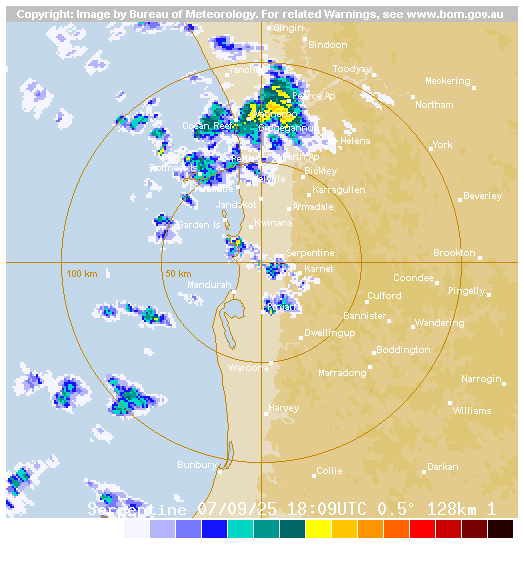 Copyright: Image by Bureau of Meteorology. For related Warnings, see www.bom.gov.au
Gingin
Bindoon
Yanchep
Toodyay
Meckering
Pearce Ap
Northam
Ocean Reef
Gidgegannup
Helena
York
Perth Ap
Bickley
Karragullen
Beverley
Jandakot
Armadale
Garden Is
Kwinana
Serpentine
Brookton
100 km
50 km
Karnet
Mandurah
Coondee
Pingelly
Culford
Bannister
Wandering
Dwellingup
Boddington
Waroona
Marradong
Narrogin
Harvey
Williams
Bunbury
Collie
Darkan
Serpentine 07/09/25 18:09UTC 0.5° 128km 1